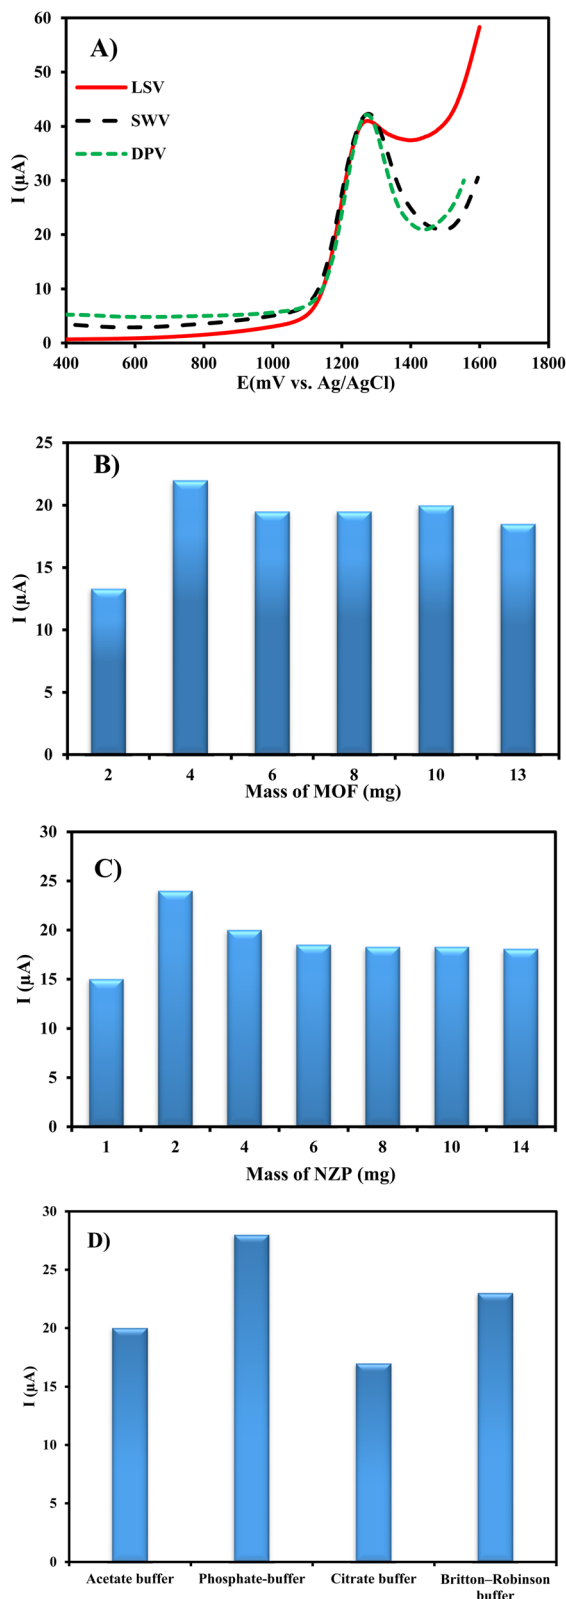 A)
LSV
SWV
DPV
I (µA)
60
50
40
30
20
10
0
400 600 800 1000 1200 1400 1600 1800
E(mV vs. Ag/AgCl)
B)
I (µA)
25
20
15
10
5
0
2 4 6 8 10 13
Mass of MOF (mg)
C)
I (µA)
30
25
20
15
10
5
0
1 2 4 6 8 10 14
Mass of NZP (mg)
D)
I (µA)
30
25
20
15
10
5
0
Acetate buffer Phosphate-buffer Citrate buffer Britton–Robinson
buffer